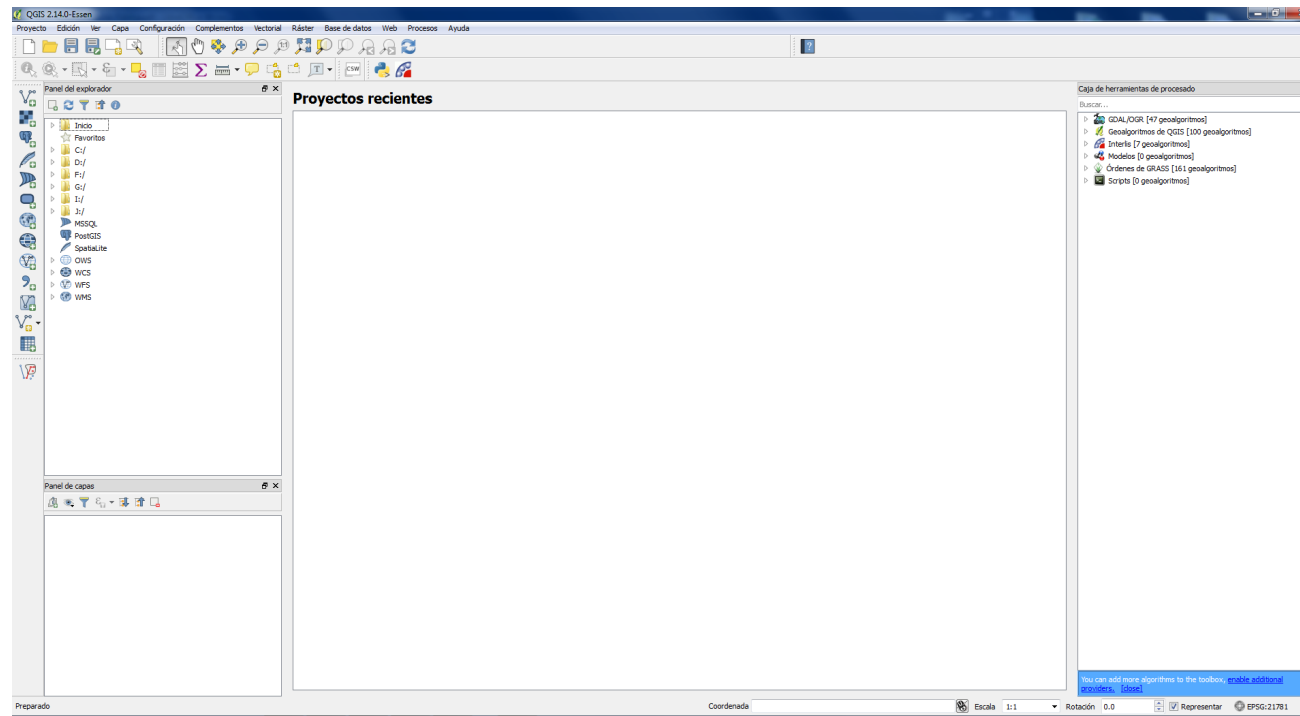 QGIS 2.14.0-Essen
Proyecto Edición Ver Capa Configuración Complementos Vectorial Ráster Base de datos Web Procesos Ayuda
CSW
Panel del explorador
Inicio
Favoritos
C:/
D:/
F:/
G:/
I:/
J:/
MSSQL
PostGIS
SpatiaLite
OWS
WCS
WFS
WMS
Panel de capas
Proyectos recientes
Caja de herramientas de procesado
Buscar...
GDAL/OGR [47 geoalgoritmos]
Geoalgoritmos de QGIS [100 geoalgoritmos]
Interlis [7 geoalgoritmos]
Modelos [0 geoalgoritmos]
Órdenes de GRASS [161 geoalgoritmos]
Scripts [0 geoalgoritmos]
You can add more algorithms to the toolbox, enable additional
providers. [close]
Preparado Coordenada Escala 1:1 Rotación 0.0 Representar EPSG:21781